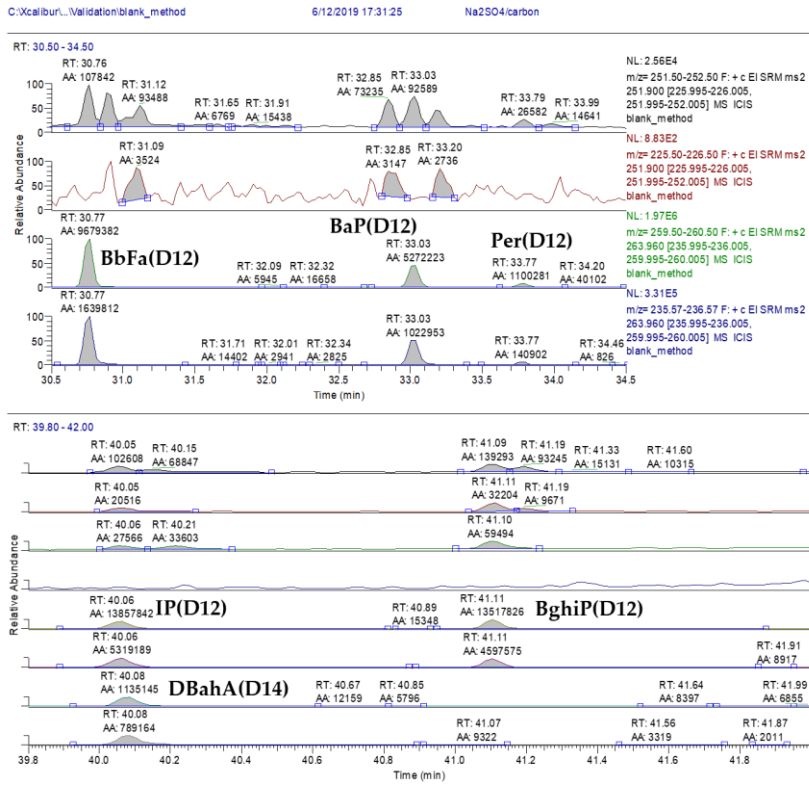 C:\Xcalibur\...\Validation\blank_method 6/12/2019 17:31:25 Na2SO4/carbon
RT: 30.50 - 34.50
NL: 2.56E4
m/z= 251.50-252.50 F: + c EI SRM ms2
251.900 [225.995-226.005,
251.995-252.005] MS ICIS
blank_method
RT: 30.76
AA: 107842
RT: 31.12
AA: 93488
RT: 31.65
AA: 6769
RT: 31.91
AA: 15438
RT: 32.85
AA: 73235
RT: 33.03
AA: 92589
RT: 33.79
AA: 26582
RT: 33.99
AA: 14641
100
50
0
NL: 8.83E2
m/z= 225.50-226.50 F: + c EI SRM ms2
251.900 [225.995-226.005,
251.995-252.005] MS ICIS
blank_method
RT: 31.09
AA: 3524
RT: 32.85
AA: 3147
RT: 33.20
AA: 2736
100
50
0
Relative Abundance
NL: 1.97E6
m/z= 259.50-260.50 F: + c EI SRM ms2
263.960 [235.995-236.005,
259.995-260.005] MS ICIS
blank_method
RT: 30.77
AA: 9679382
BbFa(D12)
BaP(D12)
Per(D12)
RT: 32.09
AA: 5945
RT: 32.32
AA: 16658
RT: 33.03
AA: 5272223
RT: 33.77
AA: 1100281
RT: 34.20
AA: 40102
100
50
0
NL: 3.31E5
m/z= 235.57-236.57 F: + c EI SRM ms2
263.960 [235.995-236.005,
259.995-260.005] MS ICIS
blank_method
RT: 30.77
AA: 1639812
RT: 31.71
AA: 14402
RT: 32.01
AA: 2941
RT: 32.34
AA: 2825
RT: 33.03
AA: 1022953
RT: 33.77
AA: 140902
RT: 34.46
AA: 826
100
50
0
30.5 31.0 31.5 32.0 32.5 33.0 33.5 34.0 34.5
Time (min)
RT: 39.80 - 42.00
RT: 40.05
AA: 102608
RT: 40.15
AA: 68847
RT: 41.09
AA: 139293
RT: 41.19
AA: 93245
RT: 41.33
AA: 15131
RT: 41.60
AA: 10315
RT: 40.05
AA: 20516
RT: 41.11
AA: 32204
RT: 41.19
AA: 9671
RT: 40.06
AA: 27566
RT: 40.21
AA: 33603
RT: 41.10
AA: 59494
Relative Abundance
RT: 40.06
AA: 13857842
IP(D12)
RT: 40.89
AA: 15348
RT: 41.11
AA: 13517826
BghiP(D12)
RT: 40.06
AA: 5319189
RT: 41.11
AA: 4597575
RT: 41.91
AA: 8917
RT: 40.08
AA: 1135145
DBahA(D14)
RT: 40.67
AA: 12159
RT: 40.85
AA: 5796
RT: 41.64
AA: 8397
RT: 41.99
AA: 6855
RT: 40.08
AA: 789164
RT: 41.07
AA: 9322
RT: 41.56
AA: 3319
RT: 41.87
AA: 2011
39.8 40.0 40.2 40.4 40.6 40.8 41.0 41.2 41.4 41.6 41.8
Time (min)